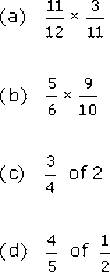 (a) 11/12 × 3/11
(b) 5/6 × 9/10
(c) 3/4 of 2
(d) 4/5 of 1/2